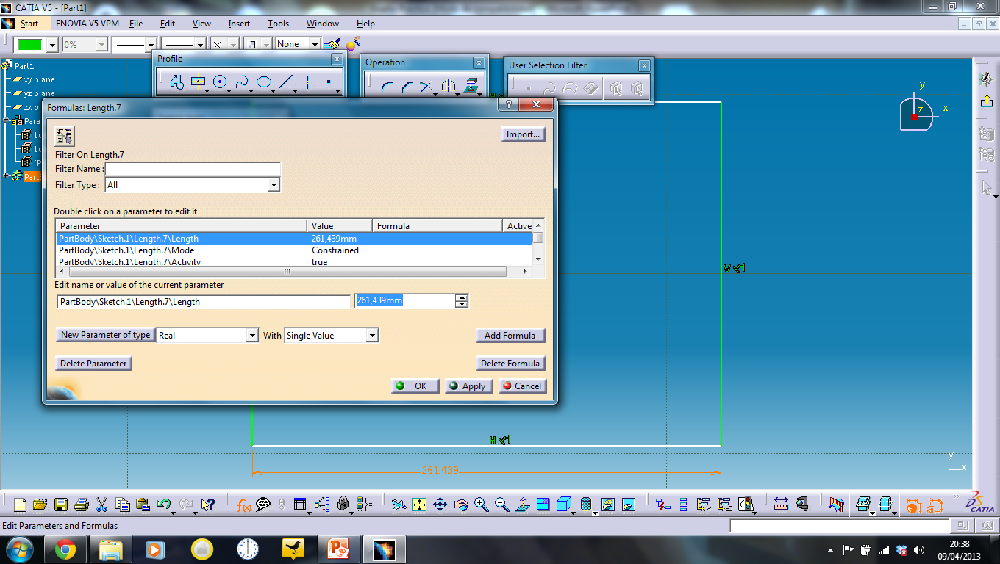 CATIA V5 - [Part1]
Start ENOVIA V5 VPM File Edit View Insert Tools Window Help
0% None
Profile
Operation
User Selection Filter
Part1
xy plane
yz plane
zx pl
Para
Lo
Lo
`P
Part
Formulas: Length.7
?
Import...
Filter On Length.7
Filter Name :
Filter Type : All
Double click on a parameter to edit it
Parameter Value Formula Active
PartBody\Sketch.1\Length.7\Length 261,439mm
PartBody\Sketch.1\Length.7\Mode Constrained
PartBody\Sketch.1\Length.7\Activity true
Edit name or value of the current parameter
PartBody\Sketch.1\Length.7\Length 261,439mm
New Parameter of type Real With Single Value Add Formula
Delete Parameter Delete Formula
OK Apply Cancel
y
z x
V
H
261,439
y
x
f(x)
DS CATIA
Edit Parameters and Formulas
20:38
09/04/2013